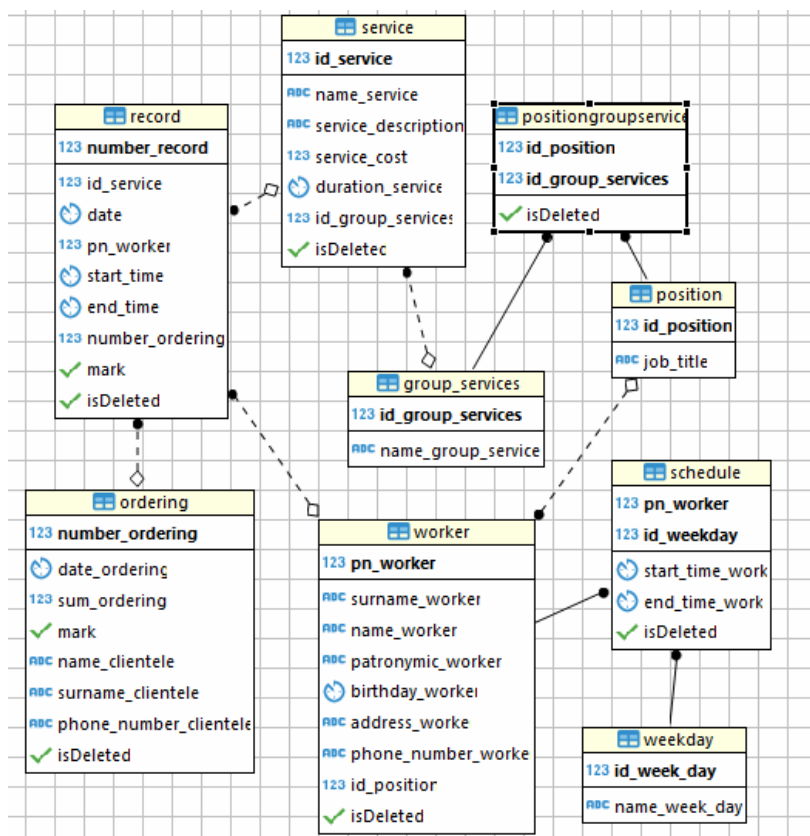 service
123 id_service
ABC name_service
ABC service_description
123 service_cost
duration_service
123 id_group_services
isDeletec
record
123 number_record
123 id_service
date
123 pn_worker
start_time
end_time
123 number_ordering
mark
isDeleted
positiongroupservice
123 id_position
123 id_group_services
isDeleted
position
123 id_position
ABC job_title
group_services
123 id_group_services
ABC name_group_service
schedule
123 pn_worker
123 id_weekday
start_time_work
end_time_work
isDeleted
ordering
123 number_ordering
date_ordering
123 sum_ordering
mark
ABC name_clientele
ABC surname_clientele
ABC phone_number_clientele
isDeleted
worker
123 pn_worker
ABC surname_worker
ABC name_worker
ABC patronymic_worker
birthday_worker
ABC address_worke
ABC phone_number_worke
123 id_position
isDeleted
weekday
123 id_week_day
ABC name_week_day